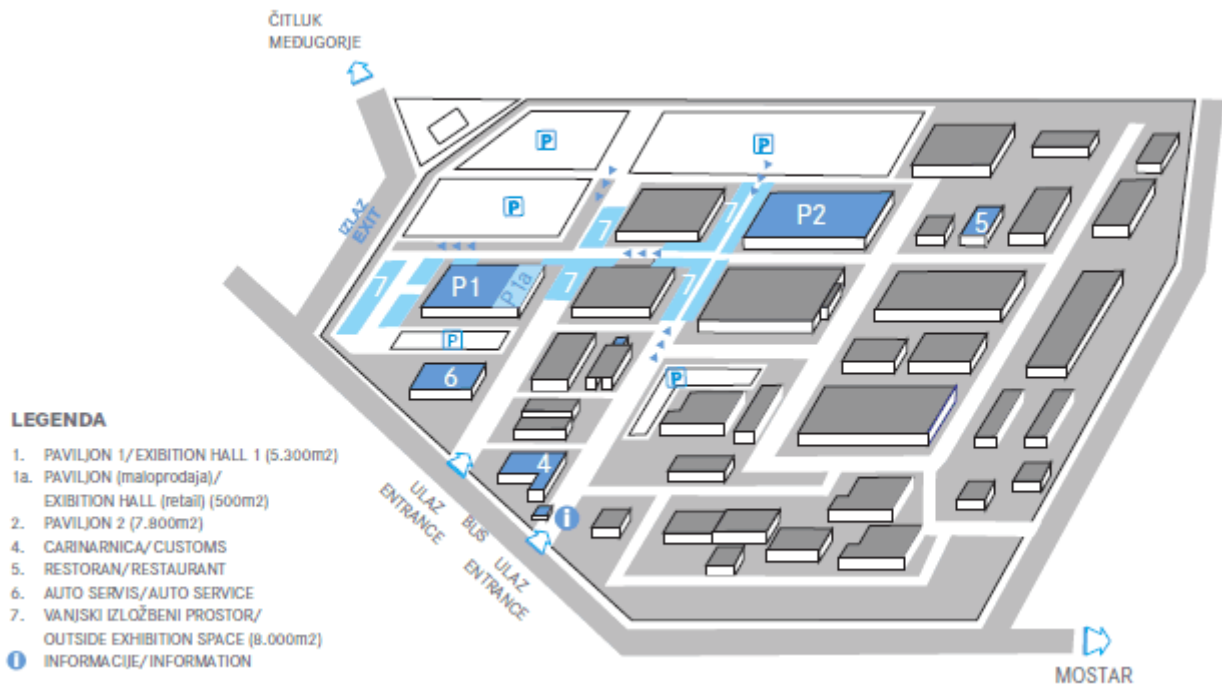 ČITLUK
MEĐUGORJE
P
P
P
IZLAZ
EXIT
7
P2
5
7
P1
P1a
7
7
7
P
6
P
4
ULAZ
ENTRANCE
BUS
i
ULAZ
ENTRANCE
MOSTAR
LEGENDA
1. PAVILJON 1/EXIBITION HALL 1 (5.300m2)
1a. PAVILJON (maloprodaja)/
EXIBITION HALL (retail) (500m2)
2. PAVILJON 2 (7.800m2)
4. CARINARNICA/CUSTOMS
5. RESTORAN/RESTAURANT
6. AUTO SERVIS/AUTO SERVICE
7. VANJSKI IZLOŽBENI PROSTOR/
OUTSIDE EXHIBITION SPACE (8.000m2)
i INFORMACIJE/INFORMATION